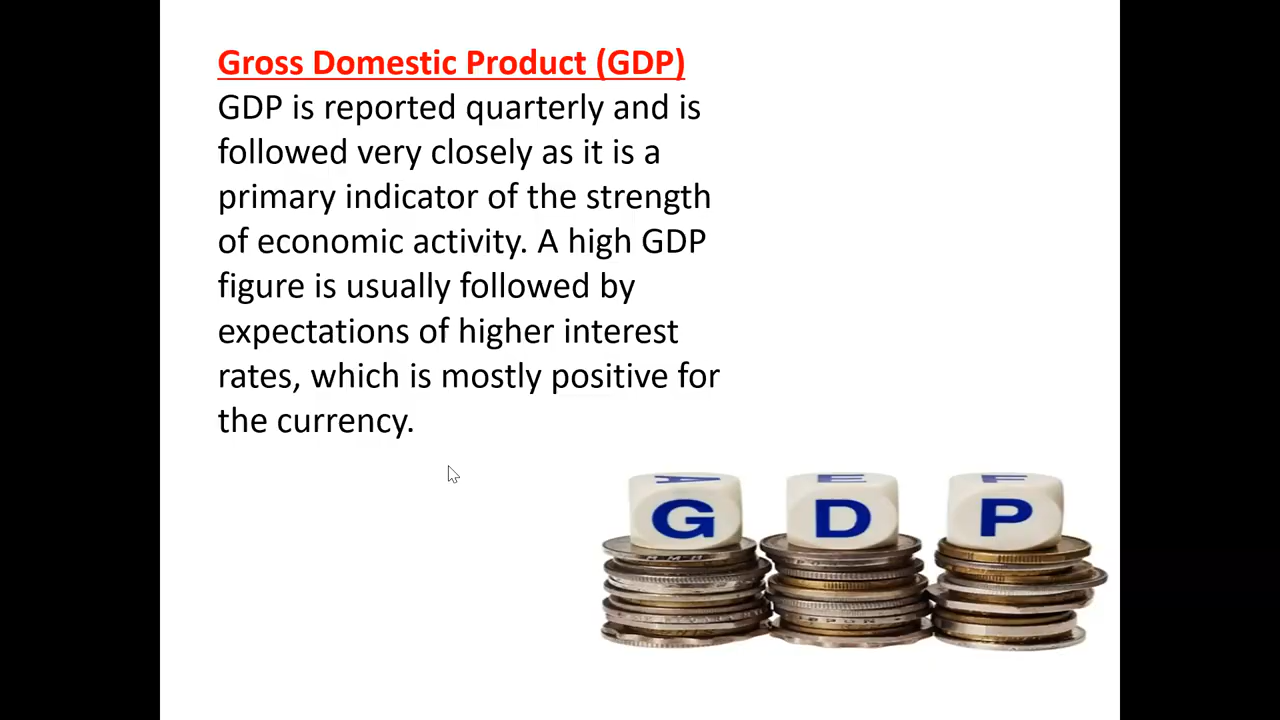 Gross Domestic Product (GDP)
GDP is reported quarterly and is
followed very closely as it is a
primary indicator of the strength
of economic activity. A high GDP
figure is usually followed by
expectations of higher interest
rates, which is mostly positive for
the currency.
A E F
G D P